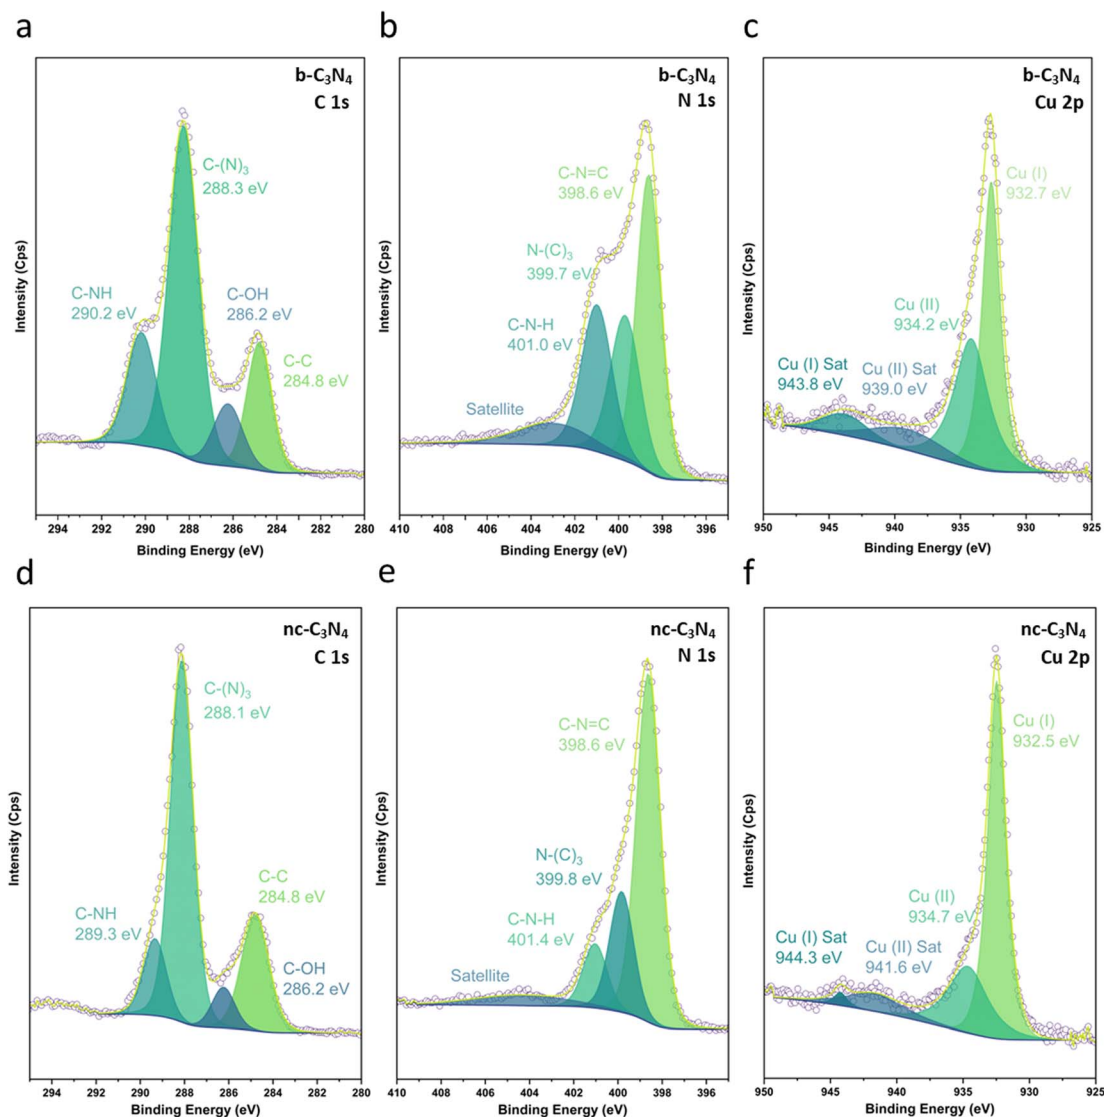 a
b
c
b-C₃N₄
C 1s
C-(N)₃
288.3 eV
C-NH
290.2 eV
C-OH
286.2 eV
C-C
284.8 eV
Intensity (Cps)
294 292 290 288 286 284 282 280
Binding Energy (eV)
b-C₃N₄
N 1s
C-N=C
398.6 eV
N-(C)₃
399.7 eV
C-N-H
401.0 eV
Satellite
Intensity (Cps)
410 408 406 404 402 400 398 396
Binding Energy (eV)
b-C₃N₄
Cu 2p
Cu (I)
932.7 eV
Cu (II)
934.2 eV
Cu (I) Sat
943.8 eV
Cu (II) Sat
939.0 eV
Intensity (Cps)
950 945 940 935 930 925
Binding Energy (eV)
d
e
f
nc-C₃N₄
C 1s
C-(N)₃
288.1 eV
C-C
284.8 eV
C-NH
289.3 eV
C-OH
286.2 eV
Intensity (Cps)
294 292 290 288 286 284 282 280
Binding Energy (eV)
nc-C₃N₄
N 1s
C-N=C
398.6 eV
N-(C)₃
399.8 eV
C-N-H
401.4 eV
Satellite
Intensity (Cps)
410 408 406 404 402 400 398 396
Binding Energy (eV)
nc-C₃N₄
Cu 2p
Cu (I)
932.5 eV
Cu (II)
934.7 eV
Cu (I) Sat
944.3 eV
Cu (II) Sat
941.6 eV
Intensity (Cps)
950 945 940 935 930 925
Binding Energy (eV)